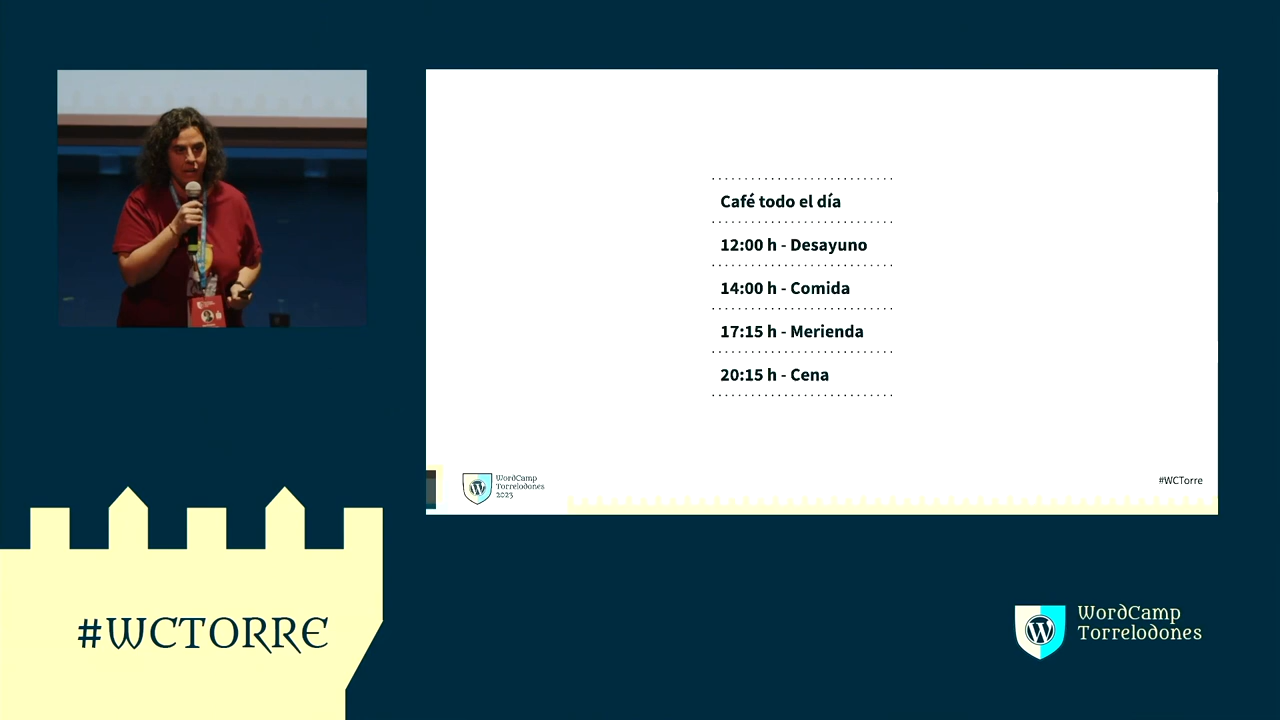 Café todo el día
12:00 h - Desayuno
14:00 h - Comida
17:15 h - Merienda
20:15 h - Cena
WordCamp
Torrelodones
2023
#WCTorre
#WCTORRE
WordCamp
Torrelodones